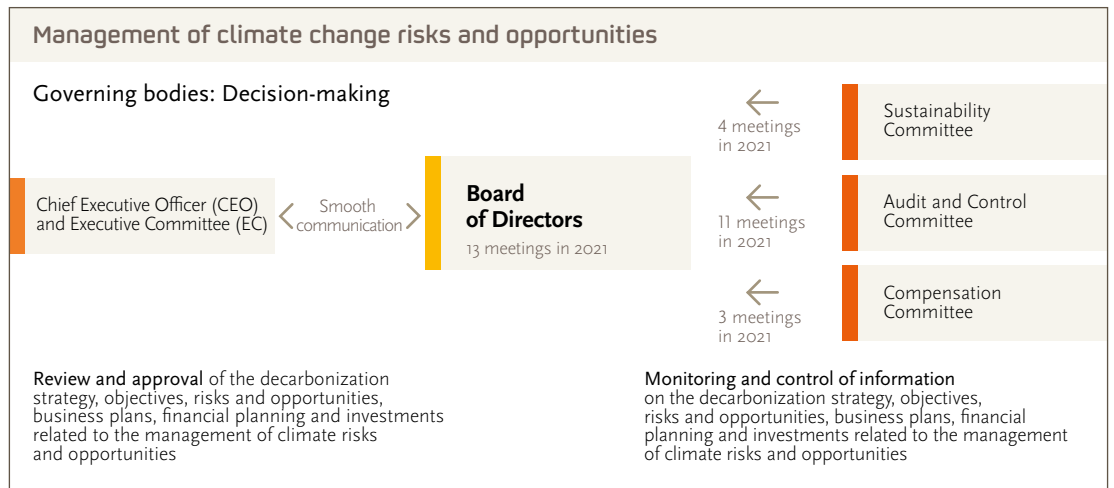 Management of climate change risks and opportunities
Governing bodies: Decision-making
Chief Executive Officer (CEO)
and Executive Committee (EC)
Smooth
communication
Board
of Directors
13 meetings in 2021
4 meetings
in 2021
Sustainability
Committee
11 meetings
in 2021
Audit and Control
Committee
3 meetings
in 2021
Compensation
Committee
Review and approval of the decarbonization
strategy, objectives, risks and opportunities,
business plans, financial planning and investments
related to the management of climate risks
and opportunities
Monitoring and control of information
on the decarbonization strategy, objectives,
risks and opportunities, business plans, financial
planning and investments related to the management
of climate risks and opportunities